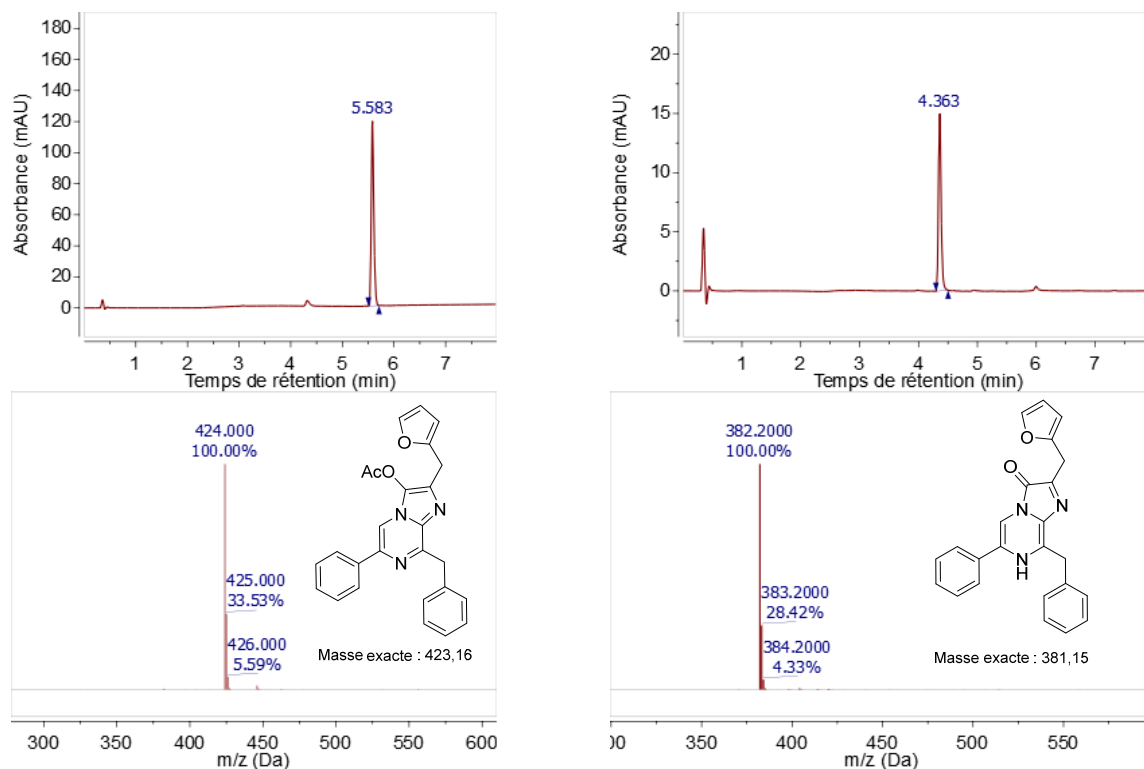 180
160
140
120
100
80
60
40
20
0
Absorbance (mAU)
5.583
1 2 3 4 5 6 7
Temps de rétention (min)
20
15
10
5
0
Absorbance (mAU)
4.363
1 2 3 4 5 6 7
Temps de rétention (min)
424.000
100.00%
425.000
33.53%
426.000
5.59%
O
AcO
N
N
N
Masse exacte : 423,16
300 350 400 450 500 550 600
m/z (Da)
382.2000
100.00%
383.2000
28.42%
384.2000
4.33%
O
O
N
N
N
H
Masse exacte : 381,15
00 350 400 450 500 550
m/z (Da)